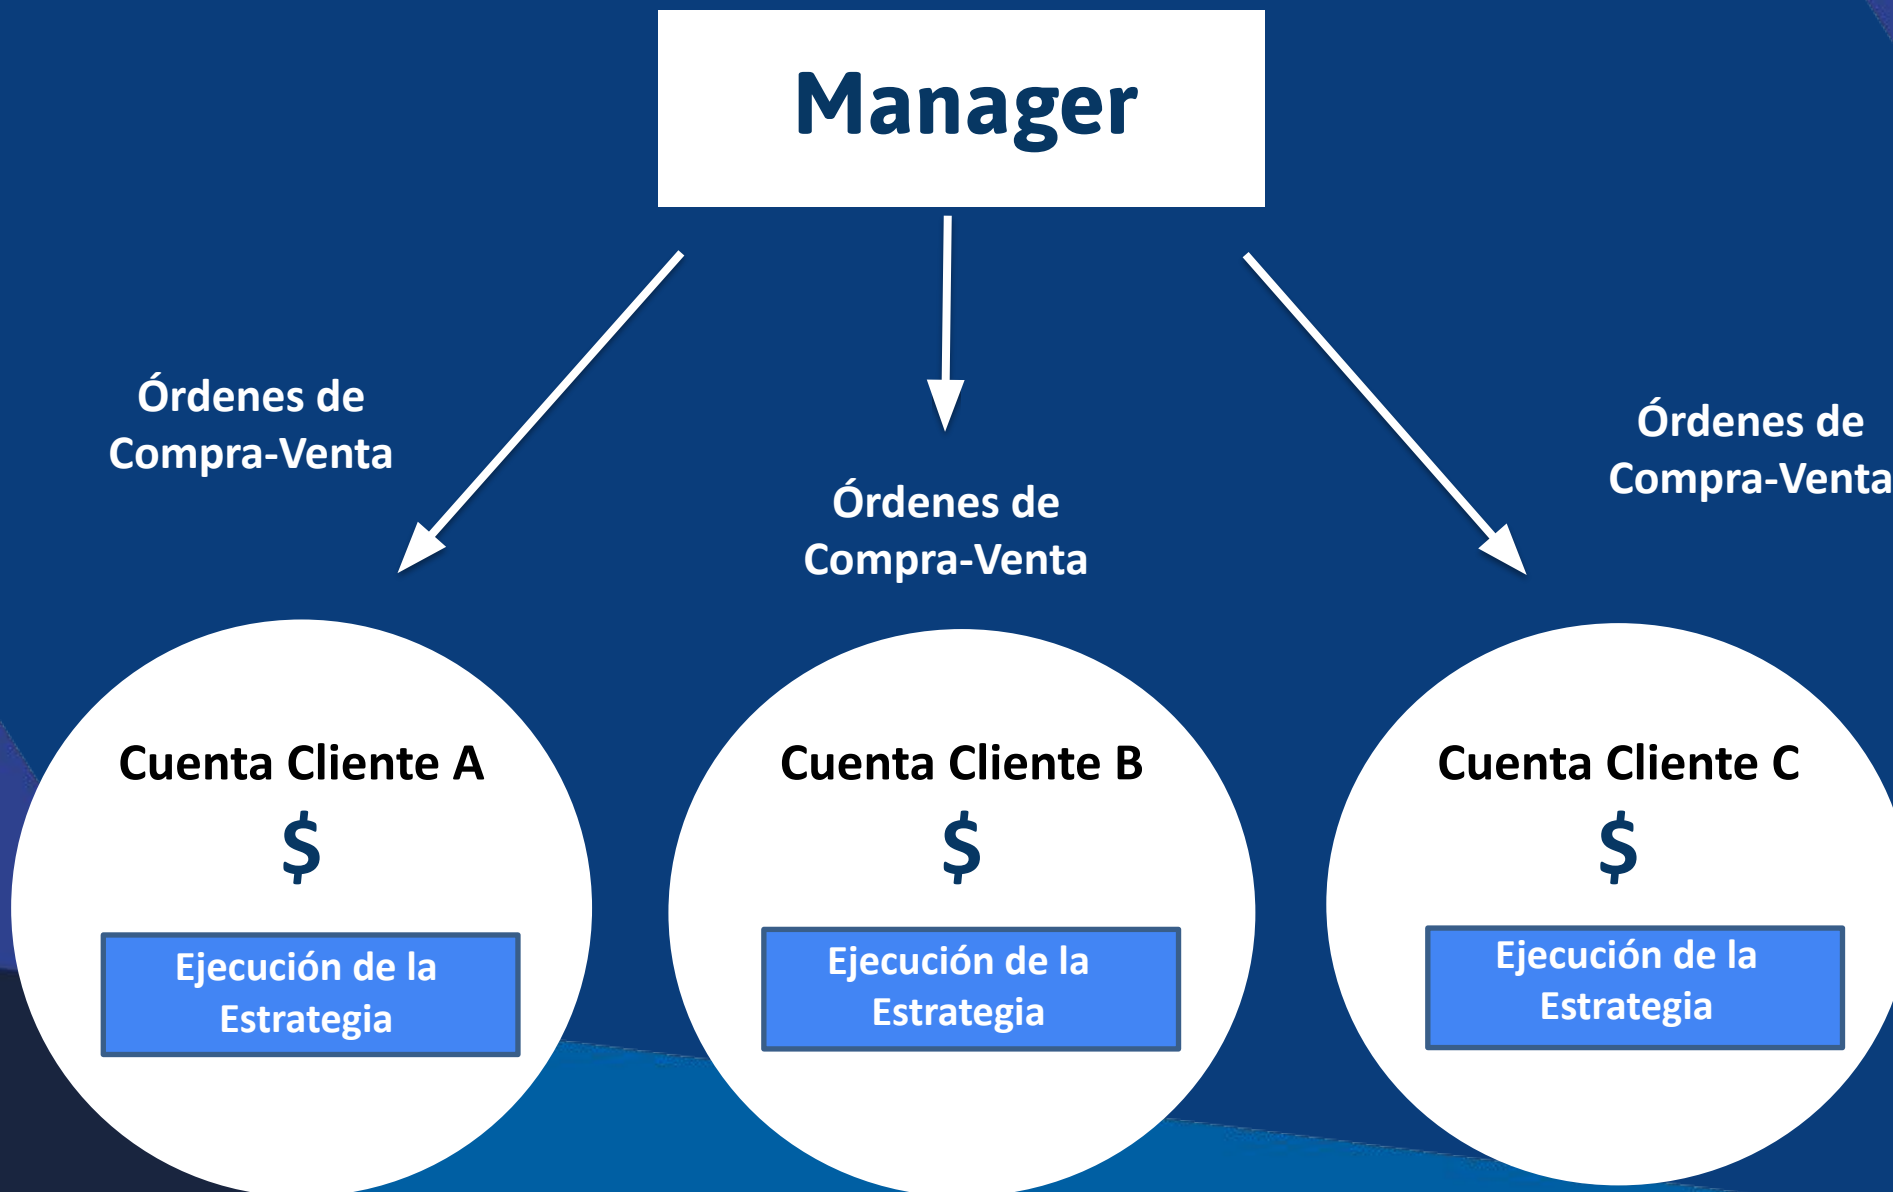 Manager
Órdenes de
Compra-Venta
Órdenes de
Compra-Venta
Órdenes de
Compra-Venta
Cuenta Cliente A
$
Ejecución de la
Estrategia
Cuenta Cliente B
$
Ejecución de la
Estrategia
Cuenta Cliente C
$
Ejecución de la
Estrategia